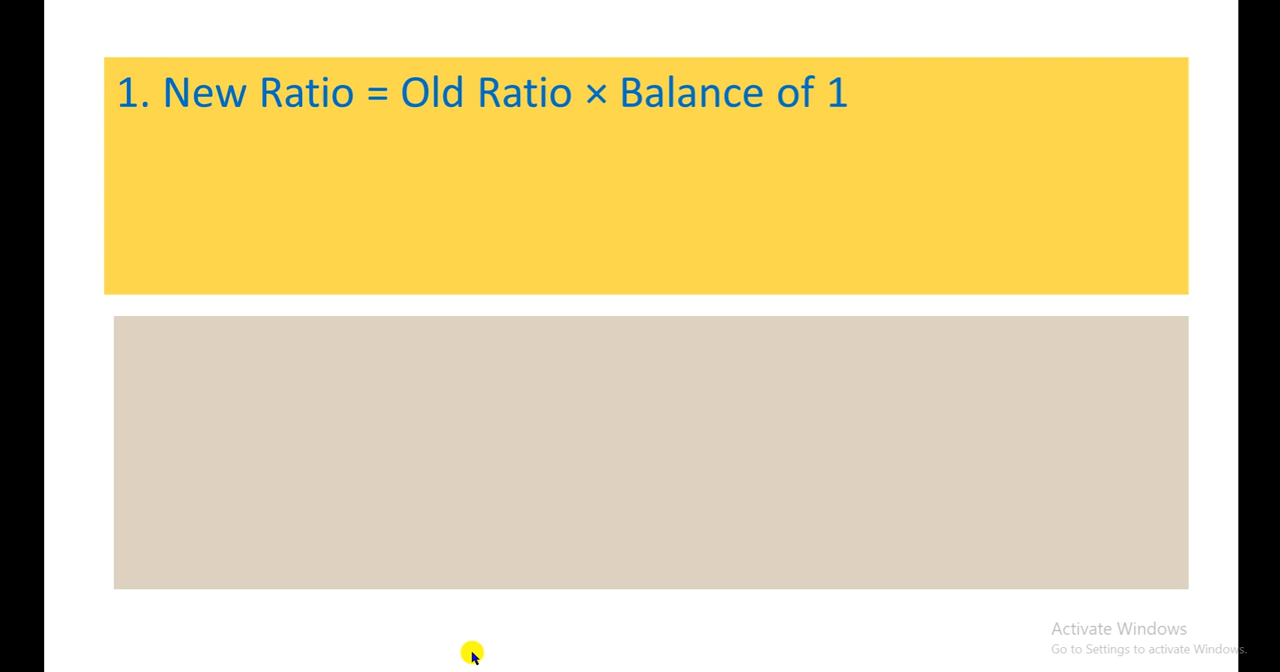 1. New Ratio = Old Ratio × Balance of 1
Activate Windows
Go to Settings to activate Windows.